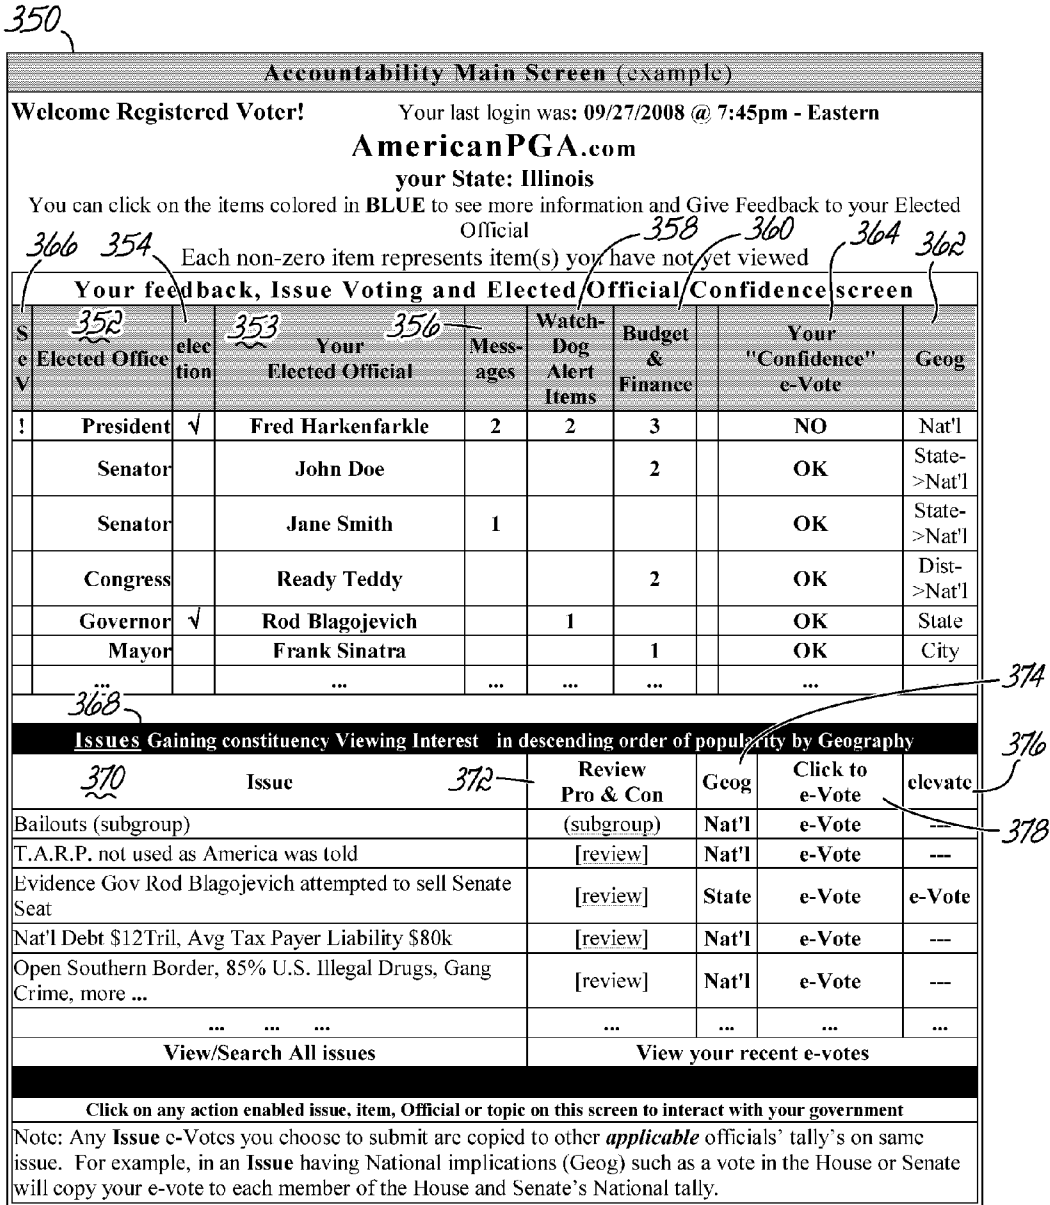 350
Accountability Main Screen (example)
Welcome Registered Voter! Your last login was: 09/27/2008 @ 7:45pm - Eastern
AmericanPGA.com
your State: Illinois
You can click on the items colored in BLUE to see more information and Give Feedback to your Elected
Official
366 354 358 360 364 362
Each non-zero item represents item(s) you have not yet viewed
Your feedback, Issue Voting and Elected Official Confidence screen
S e V 352 Elected Office elec tion 353 Your Elected Official 356 Mess- ages Watch- Dog Alert Items Budget & Finance Your "Confidence" e-Vote Geog
! President √ Fred Harkenfarkle 2 2 3 NO Nat'l
Senator John Doe 2 OK State- >Nat'l
Senator Jane Smith 1 OK State- >Nat'l
Congress Ready Teddy 2 OK Dist- >Nat'l
Governor √ Rod Blagojevich 1 OK State
Mayor Frank Sinatra 1 OK City
... ... ... ... ... ...
374
368
Issues Gaining constituency Viewing Interest in descending order of popularity by Geography
370 Issue 372 Review Pro & Con Geog Click to e-Vote elevate 376
378
Bailouts (subgroup) (subgroup) Nat'l e-Vote ---
T.A.R.P. not used as America was told [review] Nat'l e-Vote ---
Evidence Gov Rod Blagojevich attempted to sell Senate
Seat [review] State e-Vote e-Vote
Nat'l Debt $12Tril, Avg Tax Payer Liability $80k [review] Nat'l e-Vote ---
Open Southern Border, 85% U.S. Illegal Drugs, Gang
Crime, more ... [review] Nat'l e-Vote ---
... ... ... ... ... ... ...
View/Search All issues View your recent e-votes
Click on any action enabled issue, item, Official or topic on this screen to interact with your government
Note: Any Issue e-Votes you choose to submit are copied to other applicable officials' tally's on same
issue. For example, in an Issue having National implications (Geog) such as a vote in the House or Senate
will copy your e-vote to each member of the House and Senate's National tally.